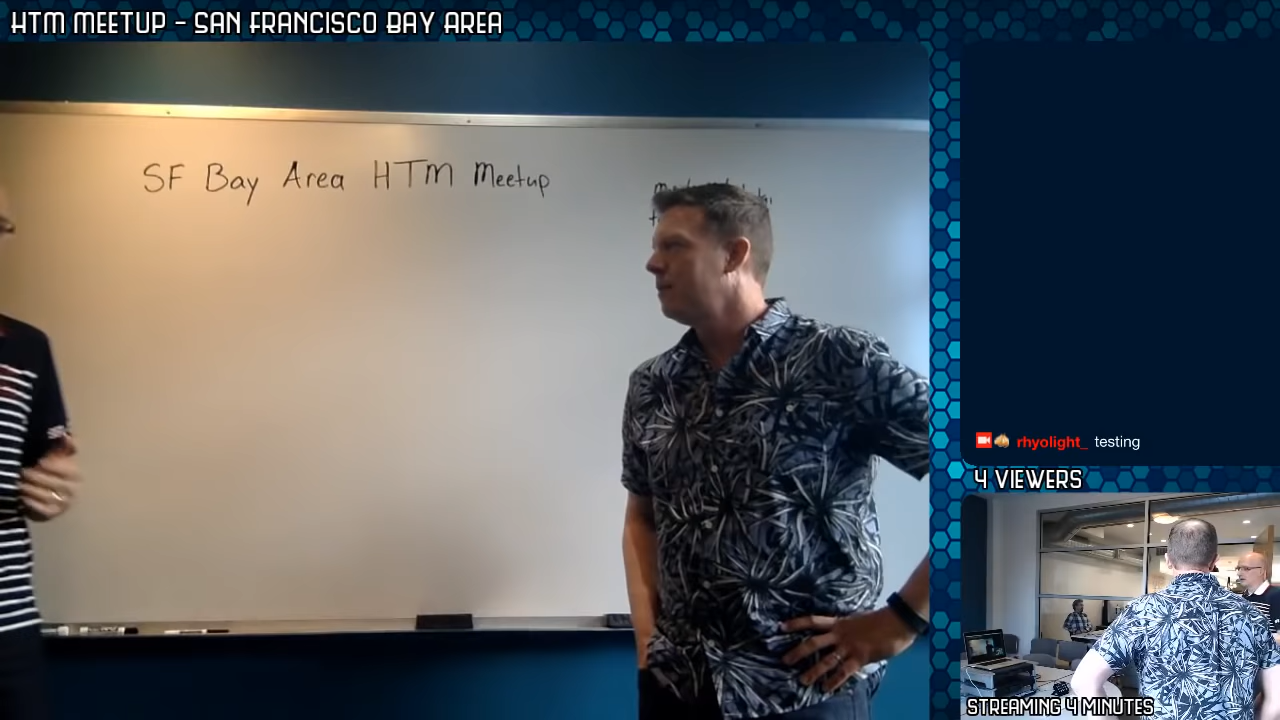 HTM MEETUP - SAN FRANCISCO BAY AREA
SF Bay Area HTM Meetup
rhyolight_ testing
4 VIEWERS
STREAMING 4 MINUTES